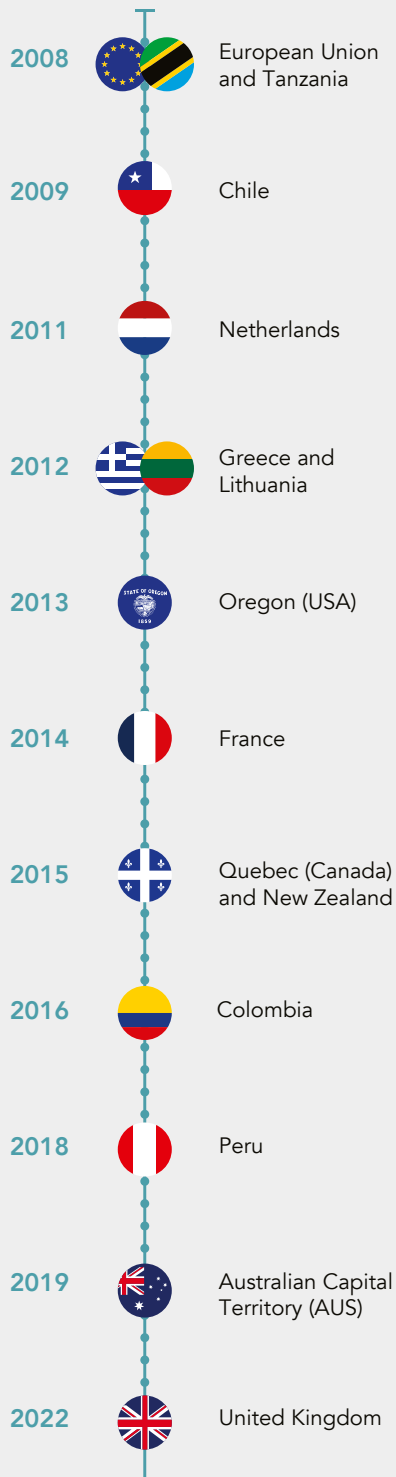 2008
European Union
and Tanzania
2009
Chile
2011
Netherlands
2012
Greece and
Lithuania
2013
STATE OF OREGON
1859
Oregon (USA)
2014
France
2015
Quebec (Canada)
and New Zealand
2016
Colombia
2018
Peru
2019
Australian Capital
Territory (AUS)
2022
United Kingdom